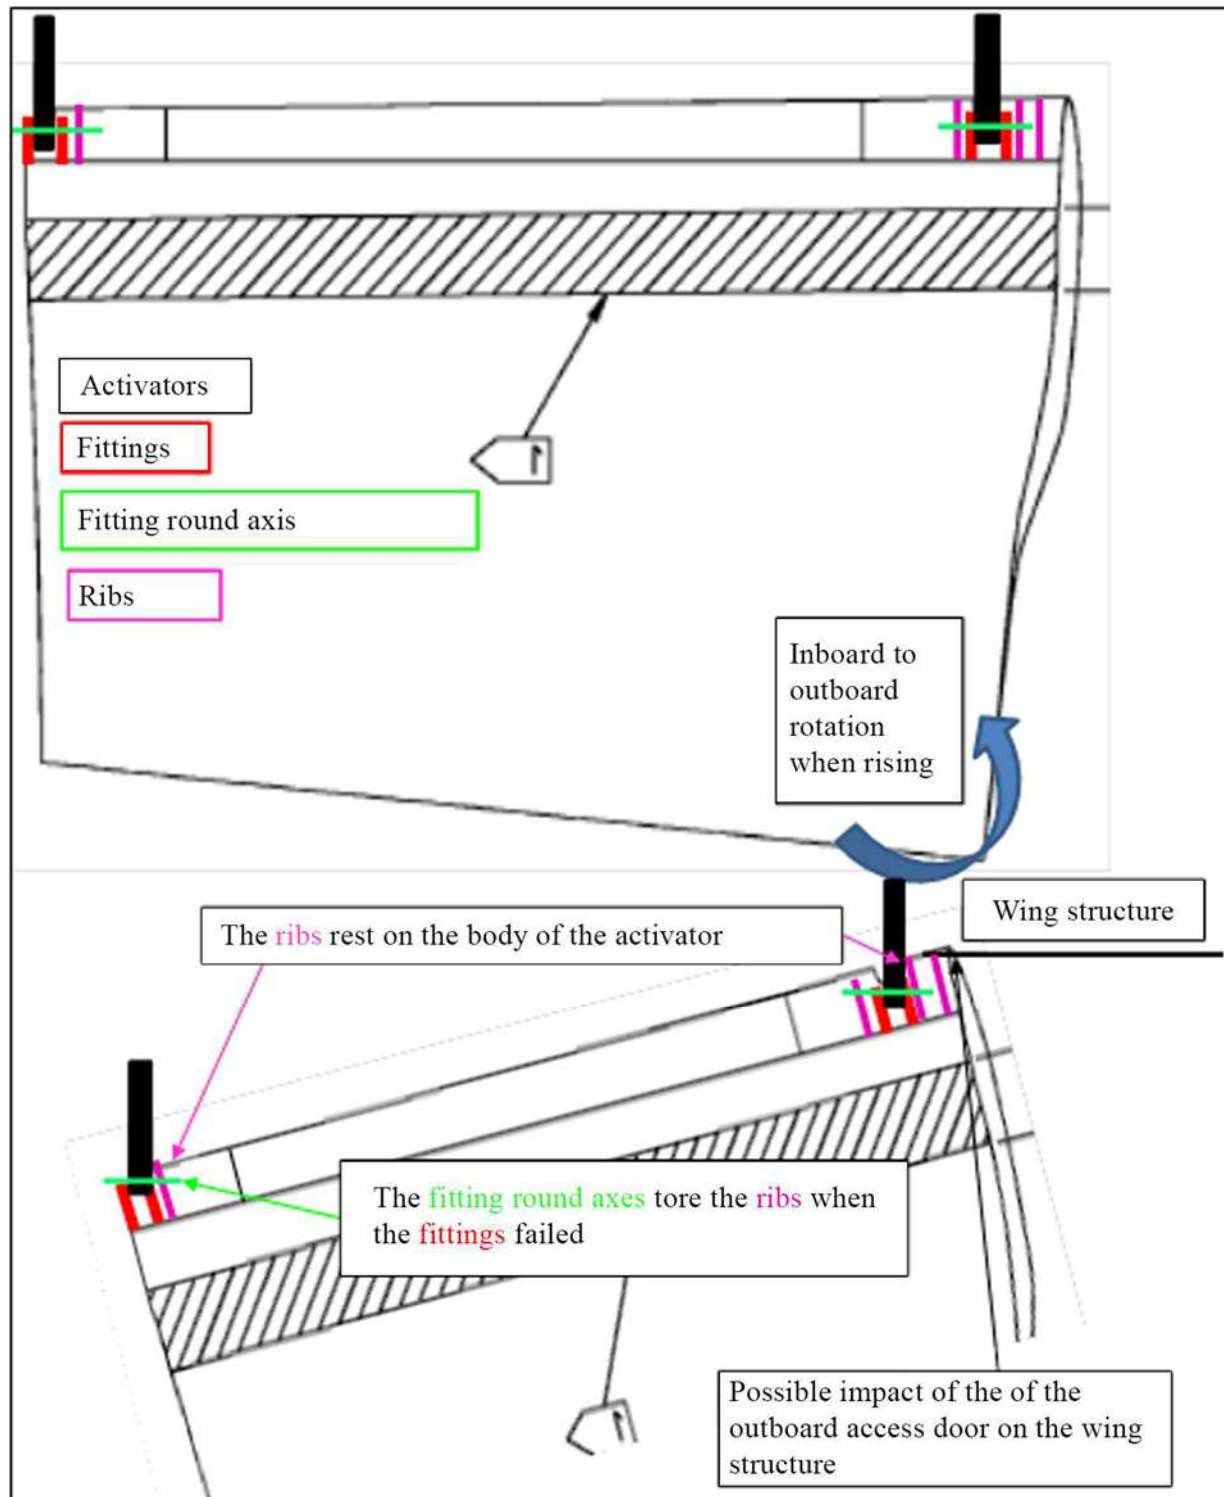 Activators
Fittings
1
Fitting round axis
Ribs
Inboard to
outboard
rotation
when rising
Wing structure
The ribs rest on the body of the activator
The fitting round axes tore the ribs when
the fittings failed
1
Possible impact of the of the
outboard access door on the wing
structure